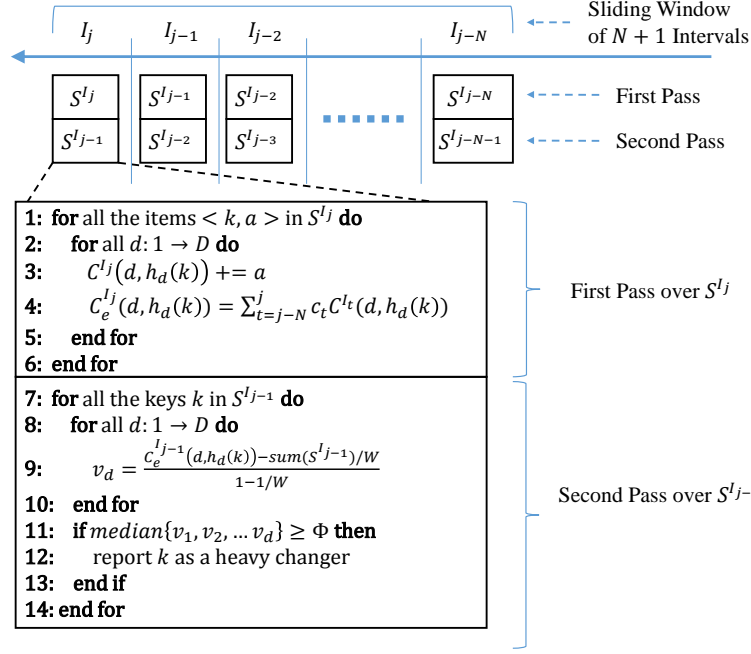 I_j I_{j−1} I_{j−2} I_{j−N}
Sliding Window
of N + 1 Intervals
S^{I_j} S^{I_{j−1}} S^{I_{j−2}} S^{I_{j−N}} First Pass
S^{I_{j−1}} S^{I_{j−2}} S^{I_{j−3}} S^{I_{j−N−1}} Second Pass
1: for all the items < k, a > in S^{I_j} do
2: for all d: 1 → D do
3: C^{I_j}(d, h_d(k)) += a
4: C_e^{I_j}(d, h_d(k)) = ∑_{t=j−N}^{j} c_t C^{I_t}(d, h_d(k))
5: end for
6: end for
First Pass over S^{I_j}
7: for all the keys k in S^{I_{j−1}} do
8: for all d: 1 → D do
9: v_d = \frac{C_e^{I_{j−1}}(d,h_d(k))−sum(S^{I_{j−1}})/W}{1−1/W}
10: end for
11: if median{v_1, v_2, … v_d} ≥ Φ then
12: report k as a heavy changer
13: end if
14: end for
Second Pass over S^{I_{j−